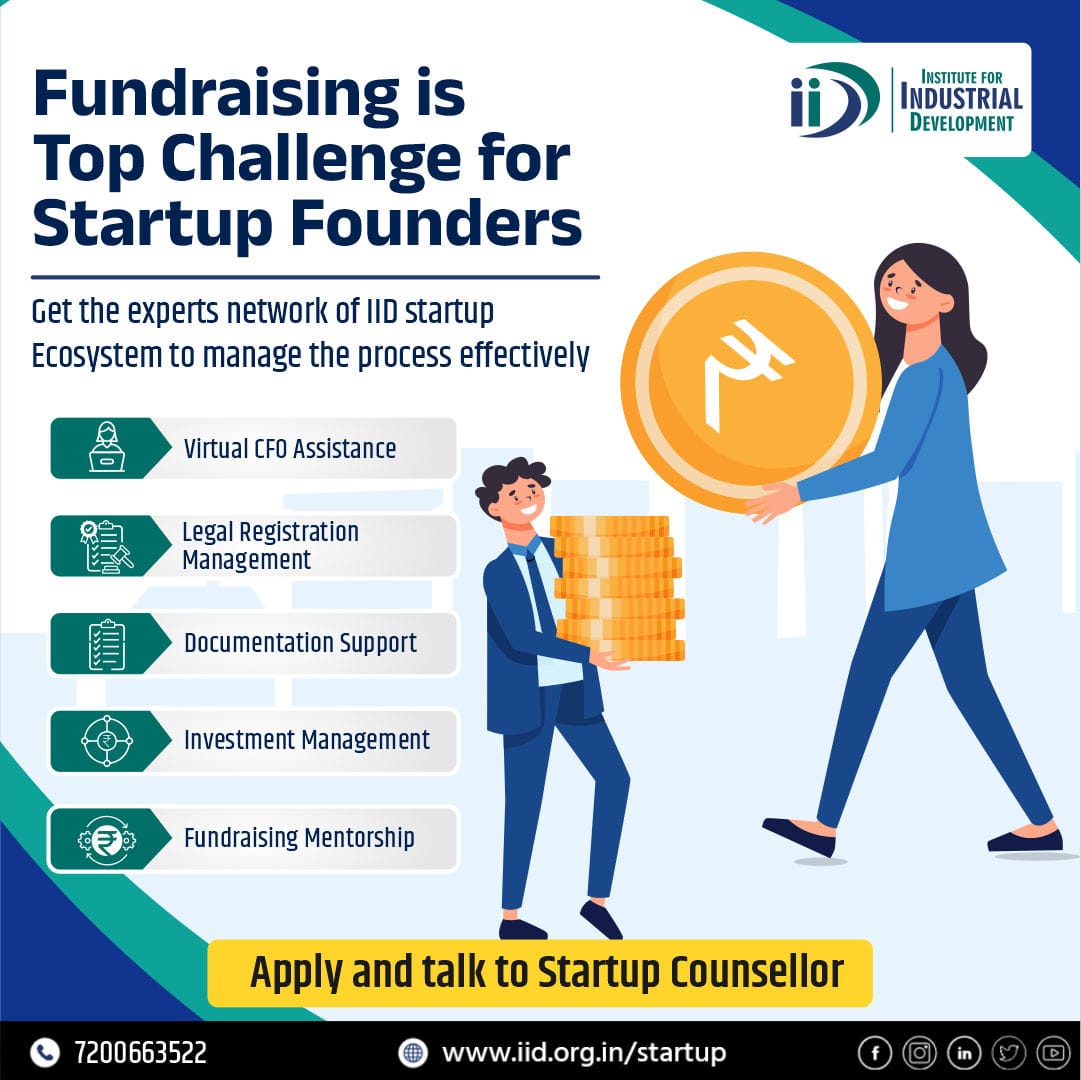 Fundraising is
Top Challenge for
Startup Founders
iiD
INSTITUTE FOR
INDUSTRIAL
DEVELOPMENT
Get the experts network of IID startup
Ecosystem to manage the process effectively
₹
Virtual CFO Assistance
Legal Registration
Management
Documentation Support
Investment Management
Fundraising Mentorship
Apply and talk to Startup Counsellor
7200663522
www.iid.org.in/startup